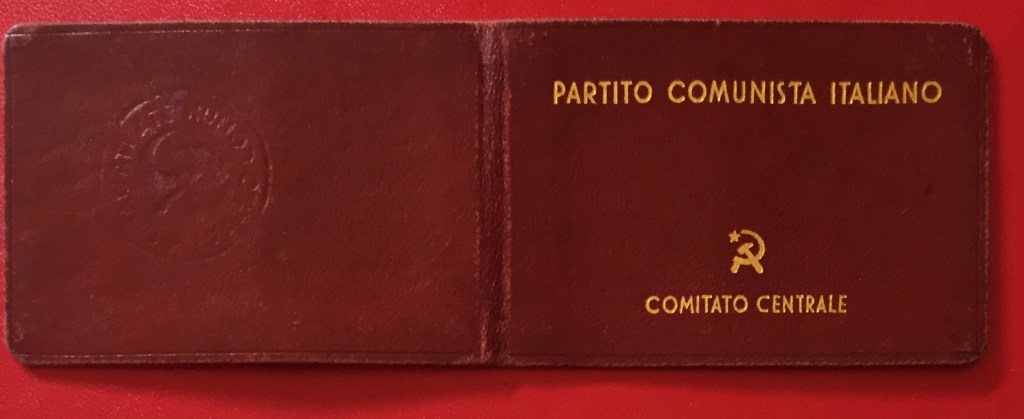 PARTITO COMUNISTA ITALIANO
COMITATO CENTRALE